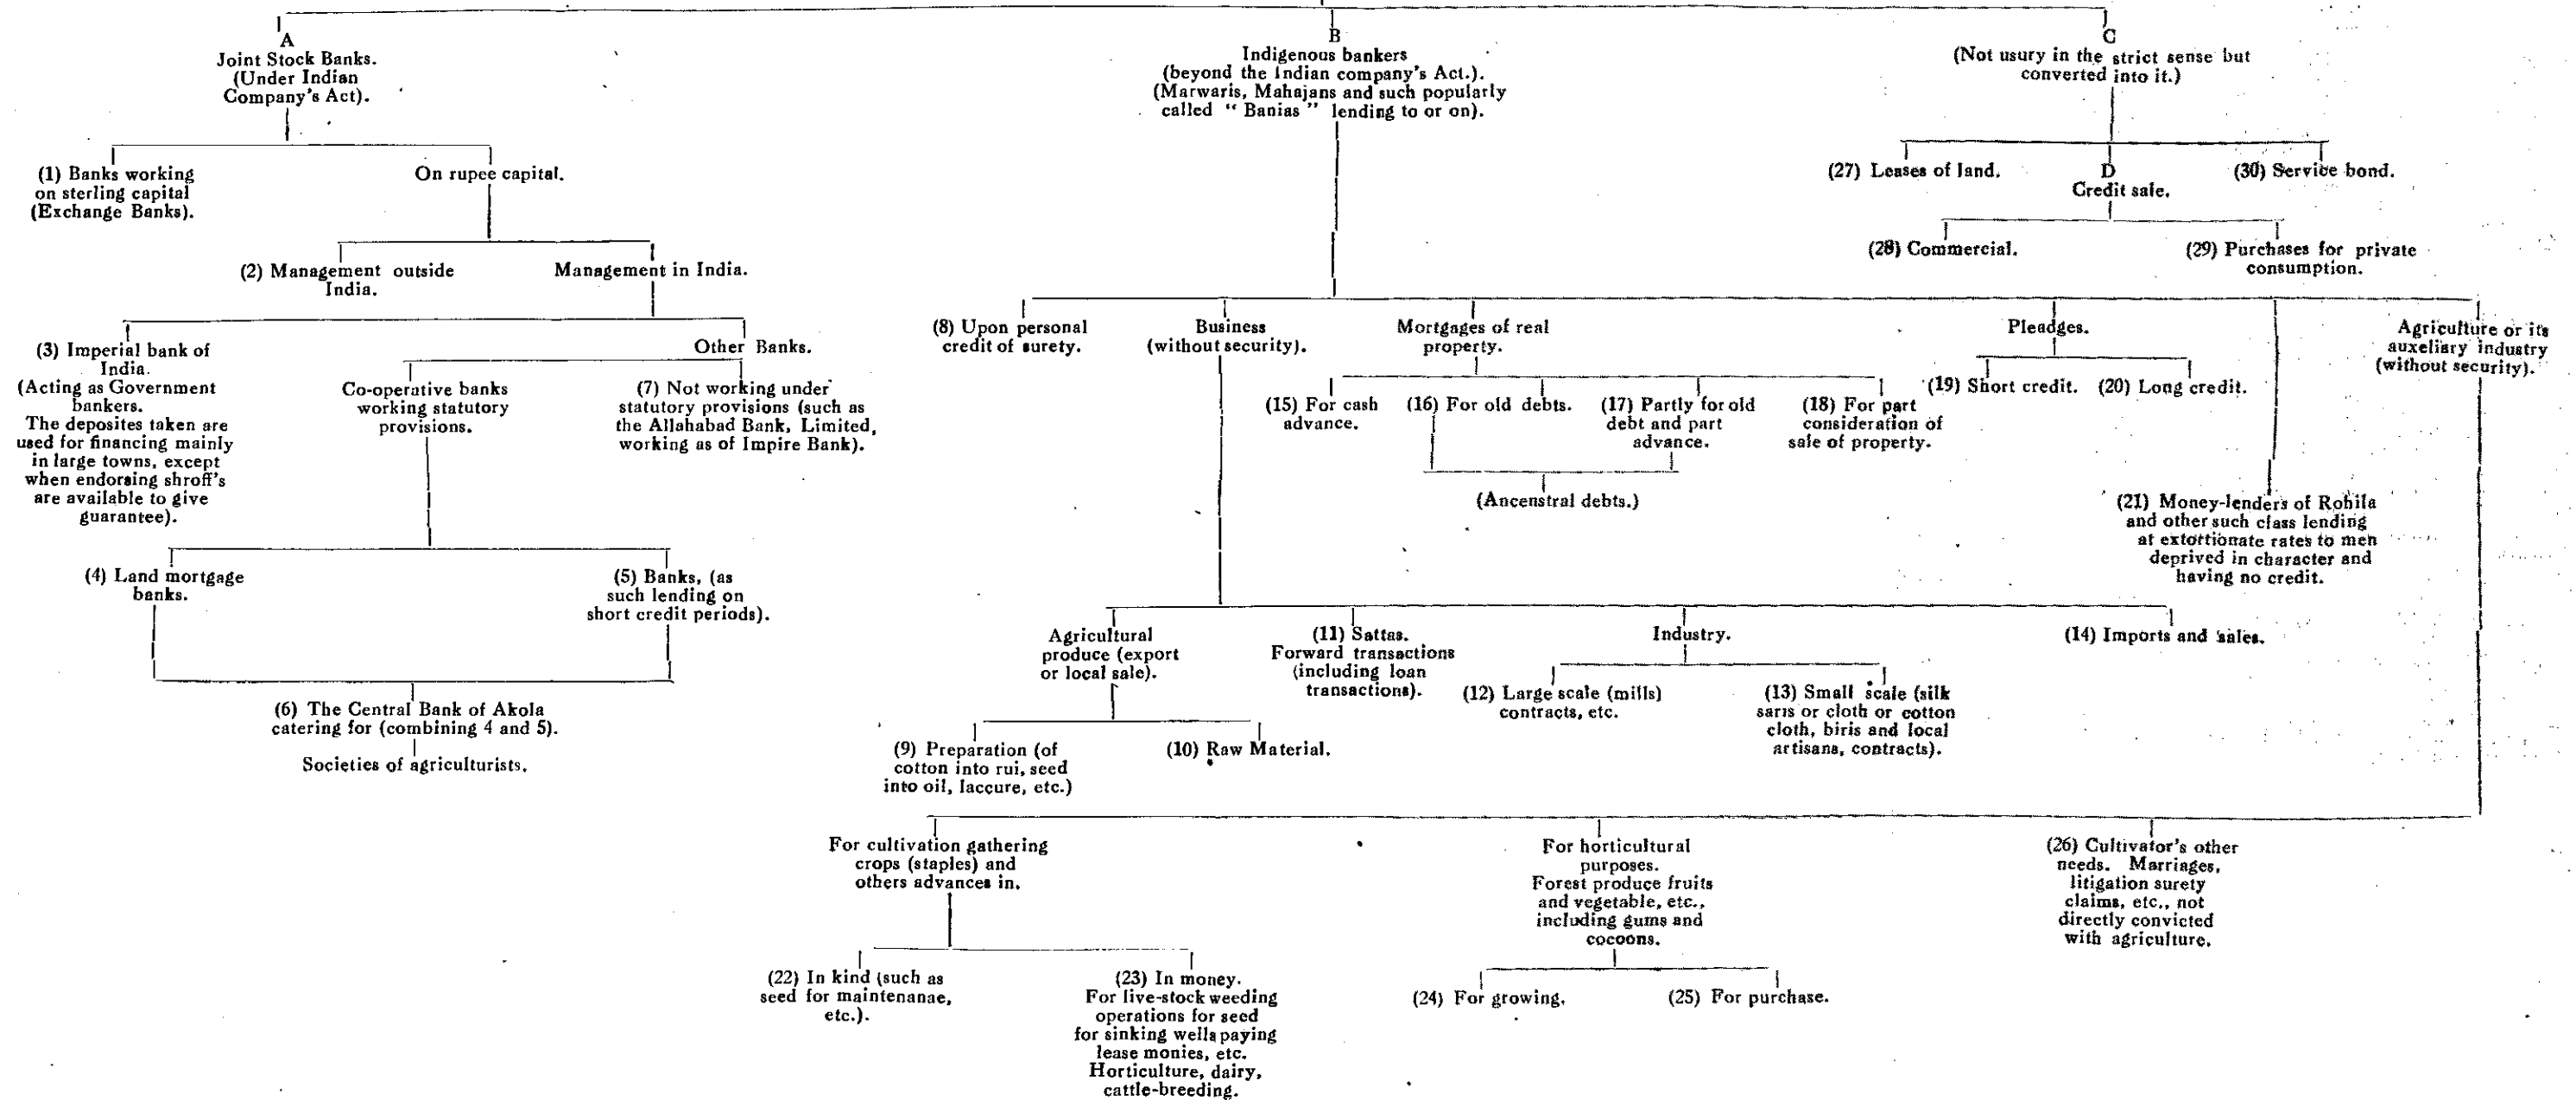 A
Joint Stock Banks.
(Under Indian
Company's Act).
B
Indigenous bankers
(beyond the Indian company's Act.).
(Marwaris, Mahajans and such popularly
called “ Banias ” lending to or on).
C
(Not usury in the strict sense but
converted into it.)
(1) Banks working
on sterling capital
(Exchange Banks).
On rupee capital.
(27) Leases of land.
D
Credit sale.
(30) Service bond.
(2) Management outside
India.
Management in India.
(28) Commercial.
(29) Purchases for private
consumption.
(3) Imperial bank of
India.
(Acting as Government
bankers.
The deposites taken are
used for financing mainly
in large towns, except
when endorsing shroff's
are available to give
guarantee).
Other Banks.
Co-operative banks
working statutory
provisions.
(7) Not working under
statutory provisions (such as
the Allahabad Bank, Limited,
working as of Impire Bank).
(8) Upon personal
credit of surety.
Business
(without security).
Mortgages of real
property.
Pleadges.
Agriculture or its
auxeliary industry
(without security).
(15) For cash
advance.
(16) For old debts.
(17) Partly for old
debt and part
advance.
(18) For part
consideration of
sale of property.
(19) Short credit.
(20) Long credit.
(Ancenstral debts.)
(21) Money-lenders of Rohila
and other such class lending
at extortionate rates to men
deprived in character and
having no credit.
(4) Land mortgage
banks.
(5) Banks, (as
such lending on
short credit periods).
(6) The Central Bank of Akola
catering for (combining 4 and 5).
Societies of agriculturists.
Agricultural
produce (export
or local sale).
(11) Sattas.
Forward transactions
(including loan
transactions).
Industry.
(14) Imports and sales.
(12) Large scale (mills)
contracts, etc.
(13) Small scale (silk
saris or cloth or cotton
cloth, biris and local
artisans, contracts).
(9) Preparation (of
cotton into rui, seed
into oil, laccure, etc.)
(10) Raw Material.
For cultivation gathering
crops (staples) and
others advances in.
For horticultural
purposes.
Forest produce fruits
and vegetable, etc.,
including gums and
cocoons.
(26) Cultivator's other
needs. Marriages,
litigation surety
claims, etc., not
directly convicted
with agriculture.
(22) In kind (such as
seed for maintenanae,
etc.).
(23) In money.
For live-stock weeding
operations for seed
for sinking wells paying
lease monies, etc.
Horticulture, dairy,
cattle-breeding.
(24) For growing.
(25) For purchase.